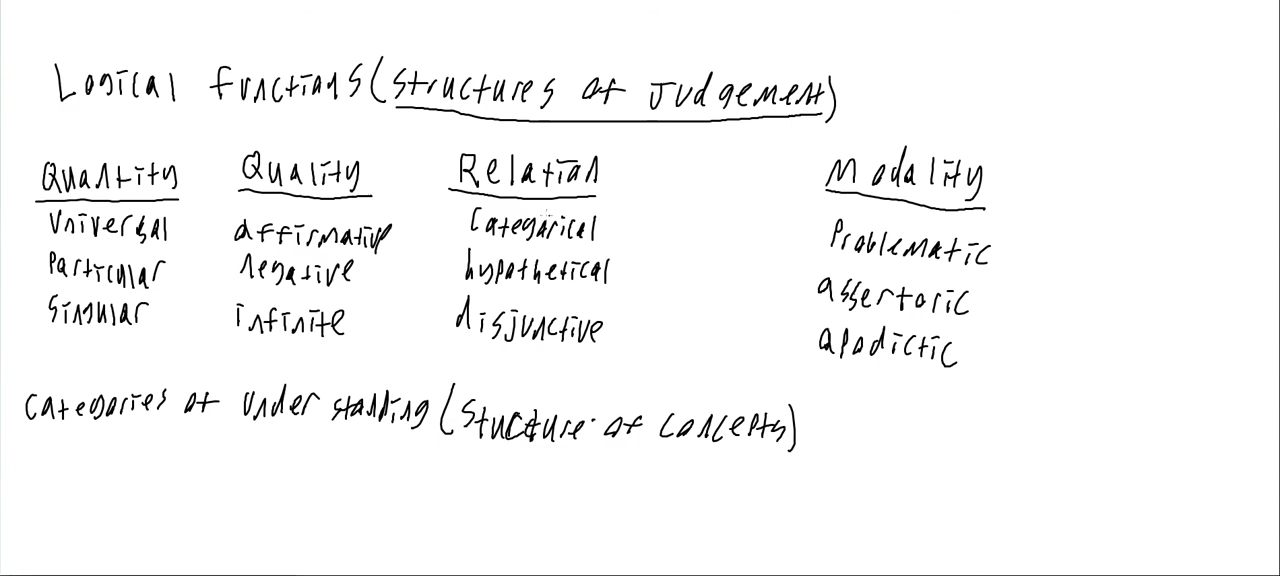 Logical functions(structures of Judgement)
Quantity Quality Relation Modality
Universal affirmative Categorical Problematic
Particular negative hypothetical assertoric
Singular infinite disjunctive apodictic
Categories of understanding(Stucture of concepts)